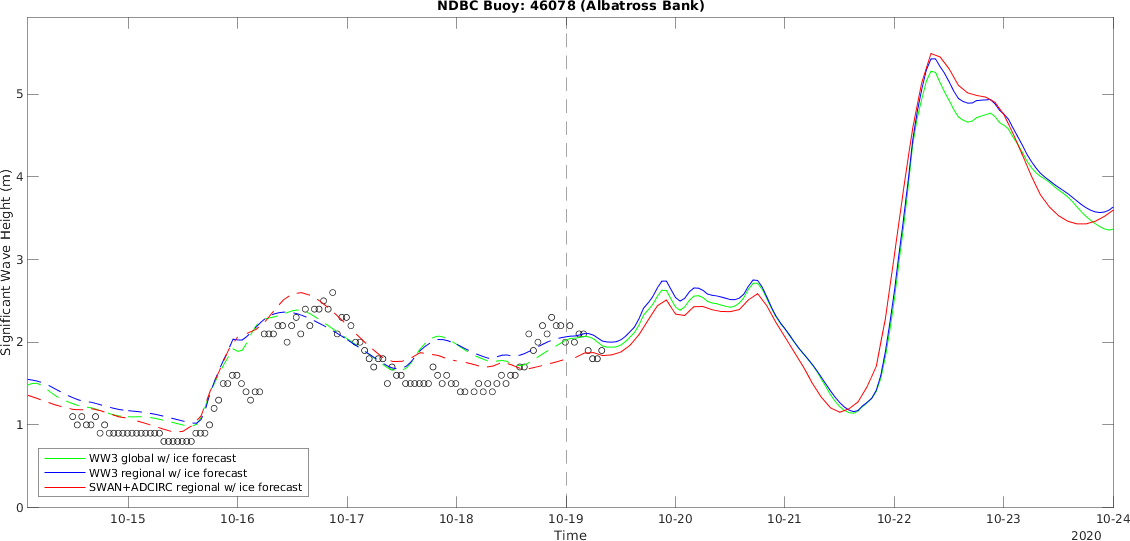 NDBC Buoy: 46078 (Albatross Bank)
Significant Wave Height (m)
5
4
3
2
1
0
WW3 global w/ ice forecast
WW3 regional w/ ice forecast
SWAN+ADCIRC regional w/ ice forecast
10-15 10-16 10-17 10-18 10-19 10-20 10-21 10-22 10-23 10-24
Time
2020